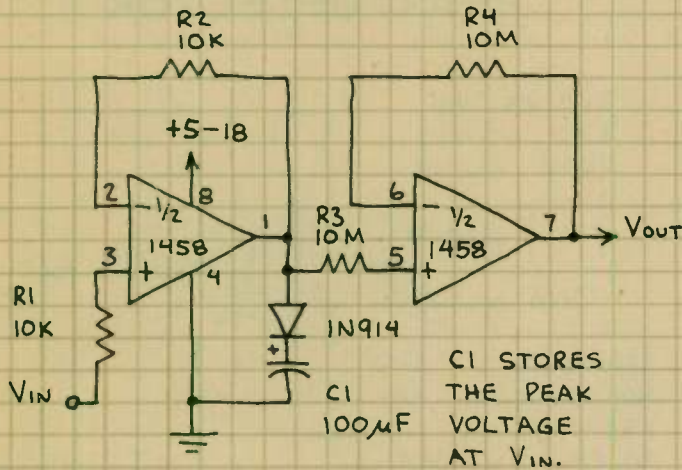 R2
10K
R4
10M
+5-18
2
- 1/2
8
1
1458
3
+
4
R3
10M
6
- 1/2
7
VOUT
5
1458
+
R1
10K
1N914
+
VIN
C1
100µF
C1 STORES
THE PEAK
VOLTAGE
AT VIN.